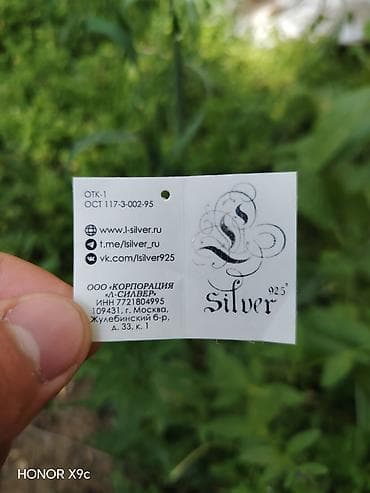 ОТК-1
ОСТ 117-3-002-95
www.l-silver.ru
t.me/lsilver_ru
vk.com/lsilver925
ООО «КОРПОРАЦИЯ
«Л-СИЛВЕР»
ИНН 7721804995
109431, г. Москва,
Жулебинский б-р,
д. 33, к. 1
L
Silver 925°
HONOR X9c